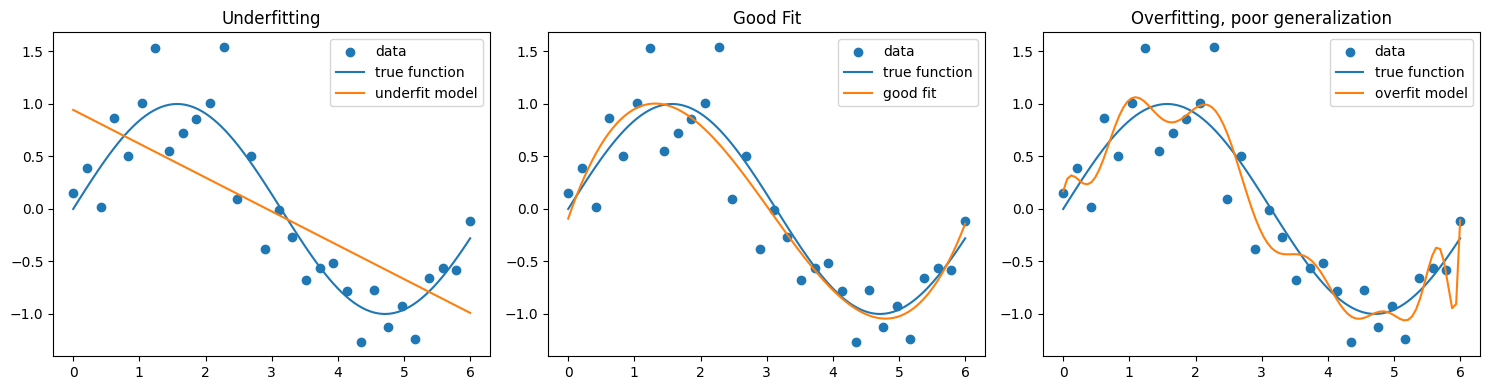 Underfitting
data
true function
underfit model
1.5
1.0
0.5
0.0
−0.5
−1.0
0 1 2 3 4 5 6
Good Fit
data
true function
good fit
1.5
1.0
0.5
0.0
−0.5
−1.0
0 1 2 3 4 5 6
Overfitting, poor generalization
data
true function
overfit model
1.5
1.0
0.5
0.0
−0.5
−1.0
0 1 2 3 4 5 6